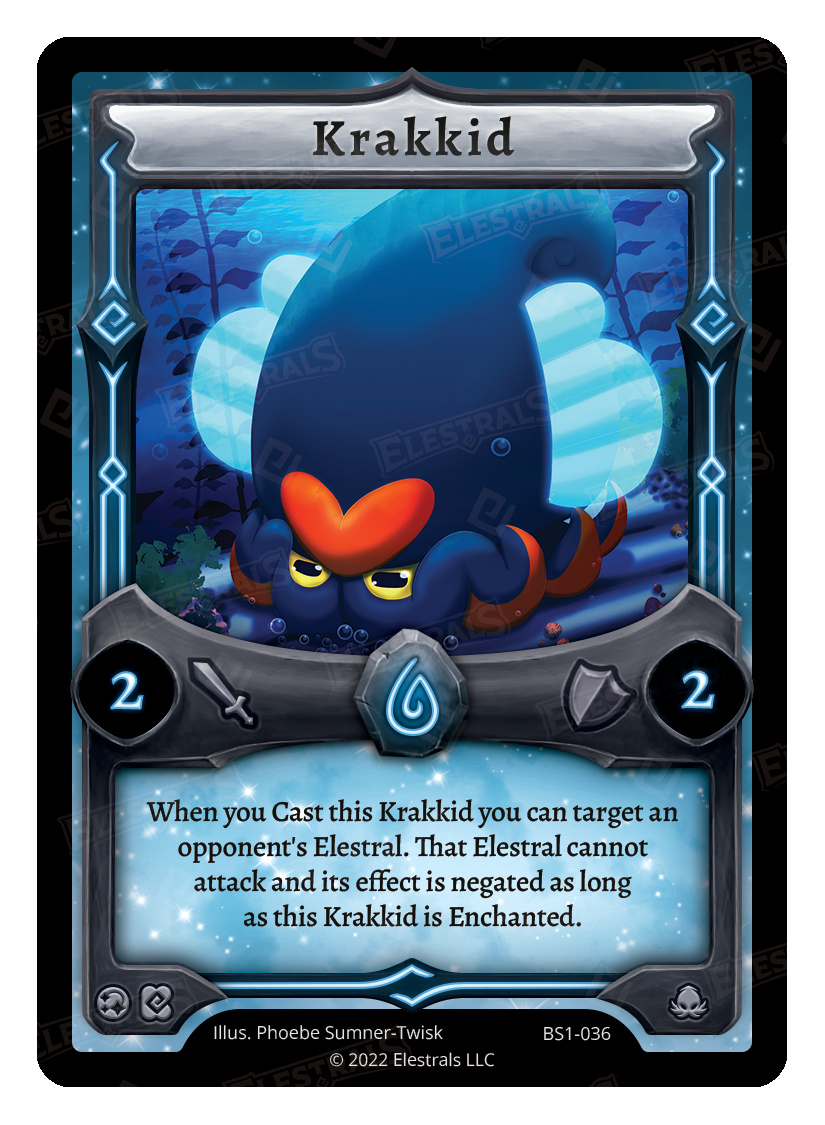 Krakkid
2
2
When you Cast this Krakkid you can target an
opponent's Elestral. That Elestral cannot
attack and its effect is negated as long
as this Krakkid is Enchanted.
Illus. Phoebe Sumner-Twisk
BS1-036
© 2022 Elestrals LLC
ELESTRALS